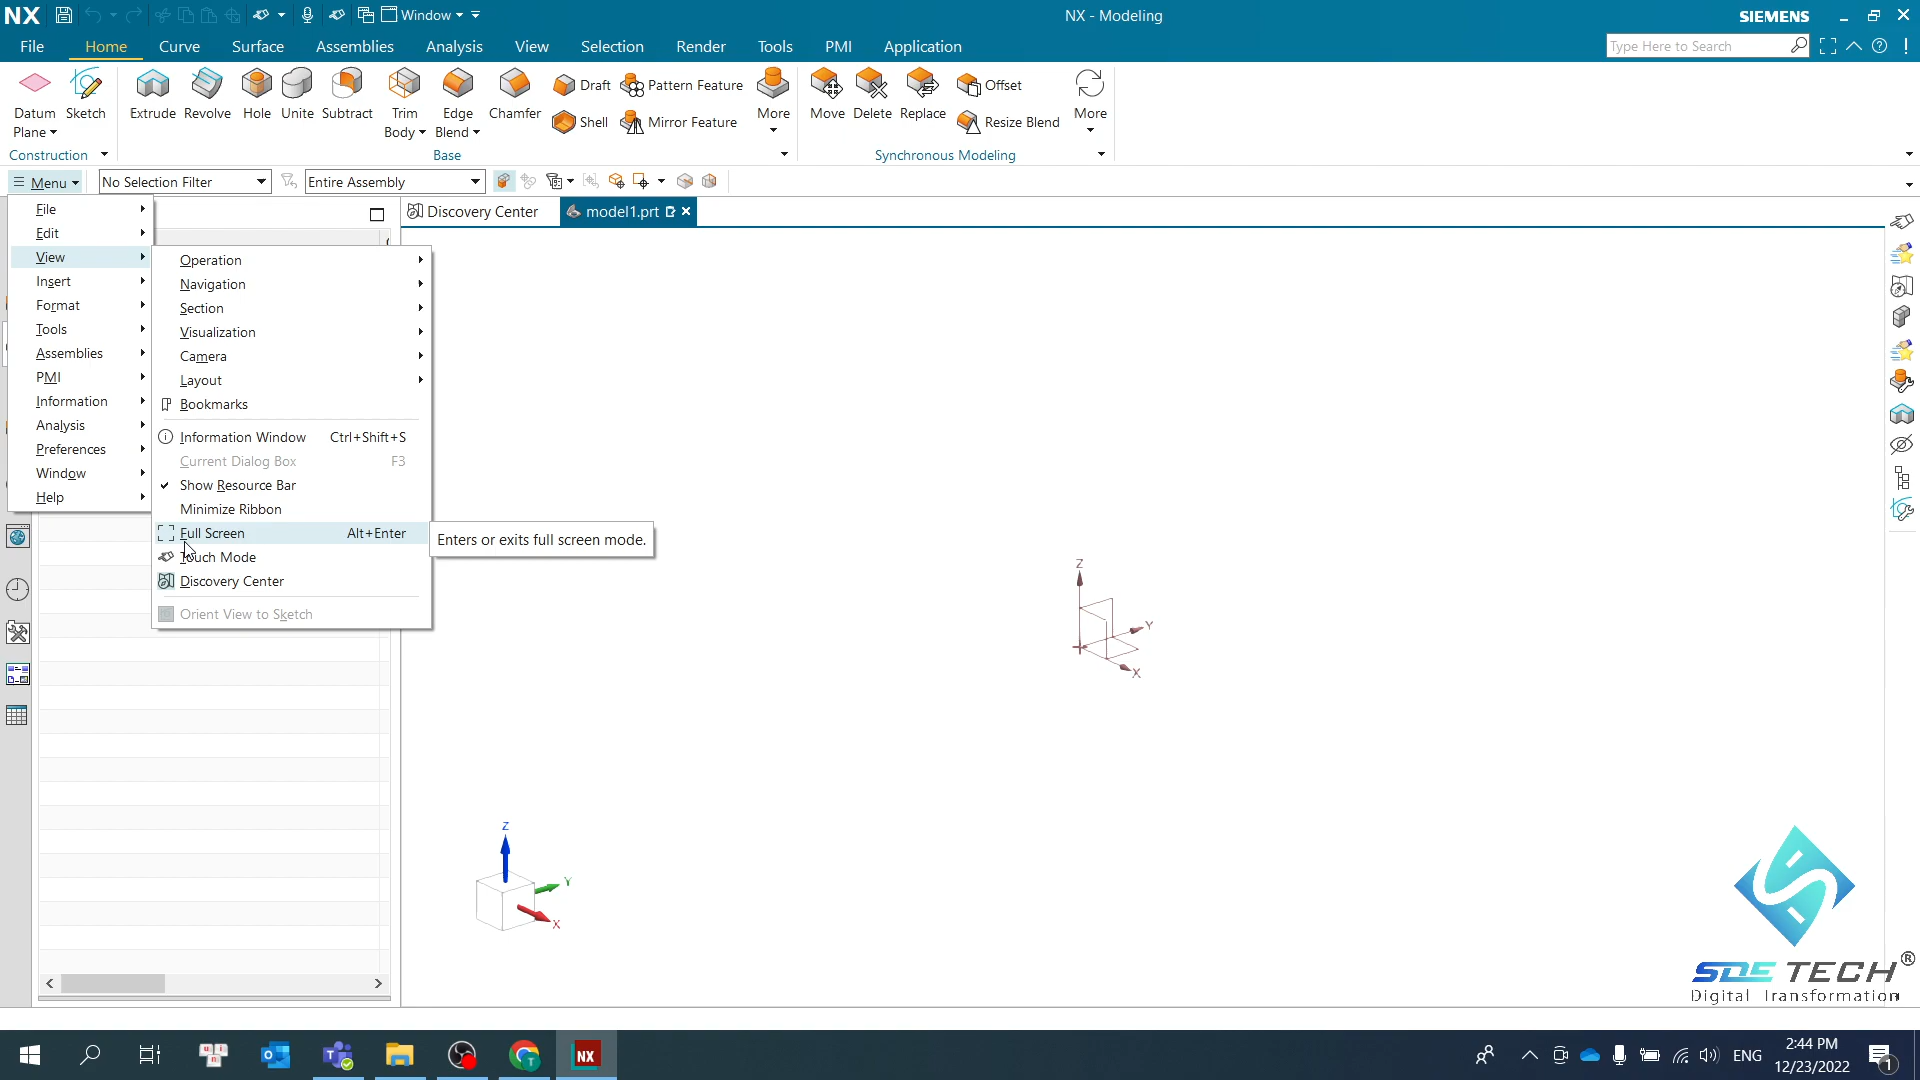 NX
Window
NX - Modeling
SIEMENS
File
Home
Curve
Surface
Assemblies
Analysis
View
Selection
Render
Tools
PMI
Application
Type Here to Search
Datum
Plane
Sketch
Extrude
Revolve
Hole
Unite
Subtract
Trim
Body
Edge
Blend
Chamfer
Draft
Shell
Pattern Feature
Mirror Feature
More
Move
Delete
Replace
Offset
Resize Blend
More
Construction
Base
Synchronous Modeling
Menu
No Selection Filter
Entire Assembly
Discovery Center
model1.prt
File
Edit
View
Insert
Format
Tools
Assemblies
PMI
Information
Analysis
Preferences
Window
Help
Operation
Navigation
Section
Visualization
Camera
Layout
Bookmarks
Information Window Ctrl+Shift+S
Current Dialog Box F3
Show Resource Bar
Minimize Ribbon
Full Screen Alt+Enter
Touch Mode
Discovery Center
Orient View to Sketch
Enters or exits full screen mode.
Z
Y
X
Z
Y
X
SDE TECH®
Digital Transformation
NX
ENG
2:44 PM
12/23/2022
1